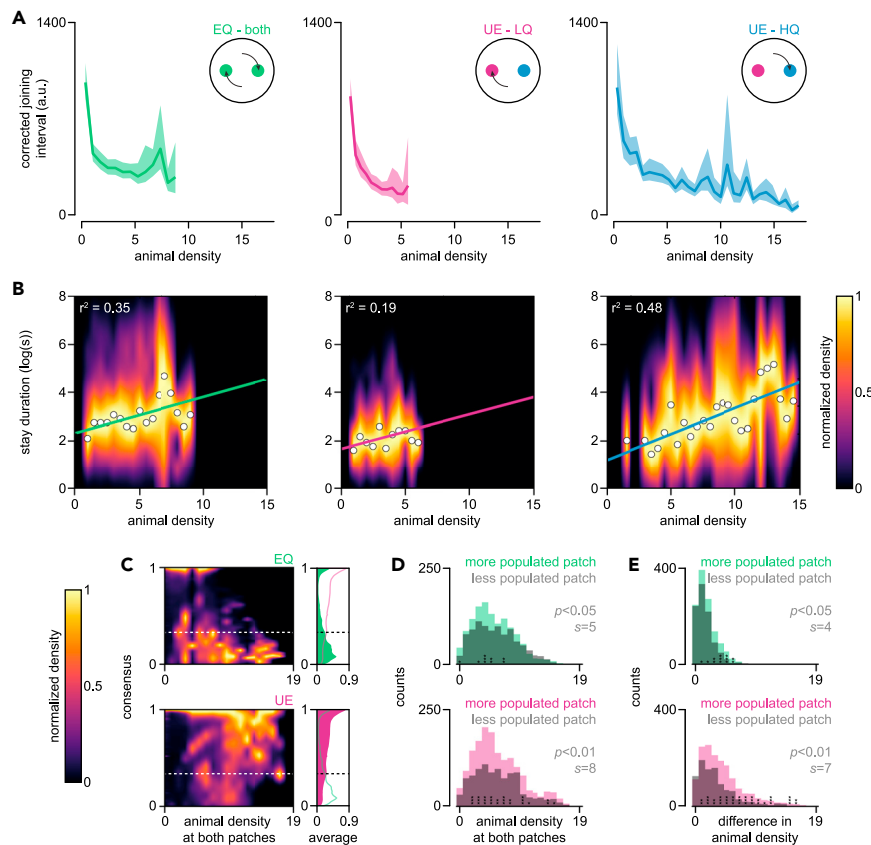 A
1400
EQ - both
UE - LQ
1400
UE - HQ
1400
corrected joining
interval (a.u.)
0
0
0
0 5 10 15
0 5 10 15
0 5 10 15
animal density
animal density
animal density
B
8
r² = 0.35
8
r² = 0.19
8
r² = 0.48
1
6
6
6
stay duration (log(s))
4
4
4
0.5
normalized density
2
2
2
0
0
0
0
0 5 10 15
0 5 10 15
0 5 10 15
animal density
animal density
animal density
C
EQ
D
more populated patch
E
more populated patch
1
1
250
less populated patch
400
less populated patch
p<0.05
s=5
p<0.05
s=4
0.5
normalized density
0
consensus
0
0
0
0 19
0 0.9
0 19
0 19
UE
more populated patch
more populated patch
1
250
less populated patch
400
less populated patch
p<0.01
s=8
p<0.01
s=7
counts
counts
0
0
0
0 19
0 0.9
0 19
0 19
animal density
at both patches
average
animal density
at both patches
difference in
animal density